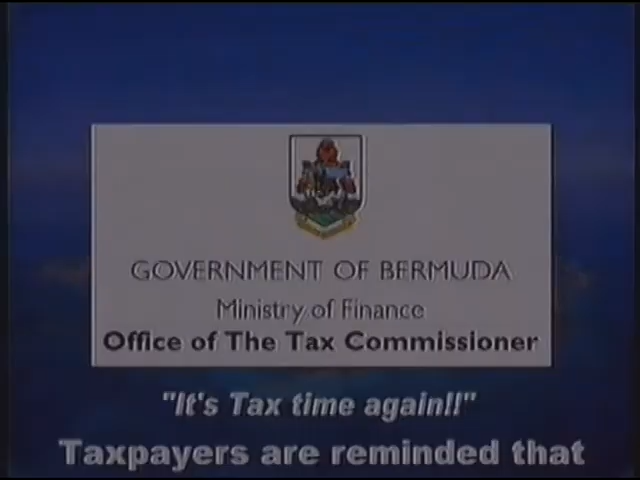 GOVERNMENT OF BERMUDA
Ministry of Finance
Office of The Tax Commissioner
"It's Tax time again!!"
Taxpayers are reminded that